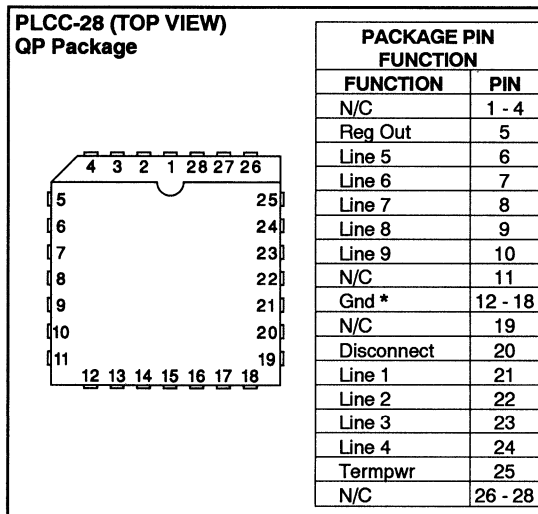 PLCC-28 (TOP VIEW)
QP Package
4 3 2 1 28 27 26
5 25
6 24
7 23
8 22
9 21
10 20
11 19
12 13 14 15 16 17 18
PACKAGE PIN
FUNCTION
FUNCTION PIN
N/C 1 - 4
Reg Out 5
Line 5 6
Line 6 7
Line 7 8
Line 8 9
Line 9 10
N/C 11
Gnd * 12 - 18
N/C 19
Disconnect 20
Line 1 21
Line 2 22
Line 3 23
Line 4 24
Termpwr 25
N/C 26 - 28